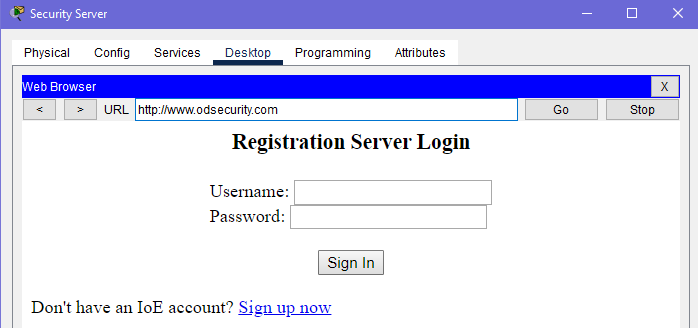 Security Server
Physical Config Services Desktop Programming Attributes
Web Browser X
< > URL http://www.odsecurity.com Go Stop
Registration Server Login
Username:
Password:
Sign In
Don't have an IoE account? Sign up now